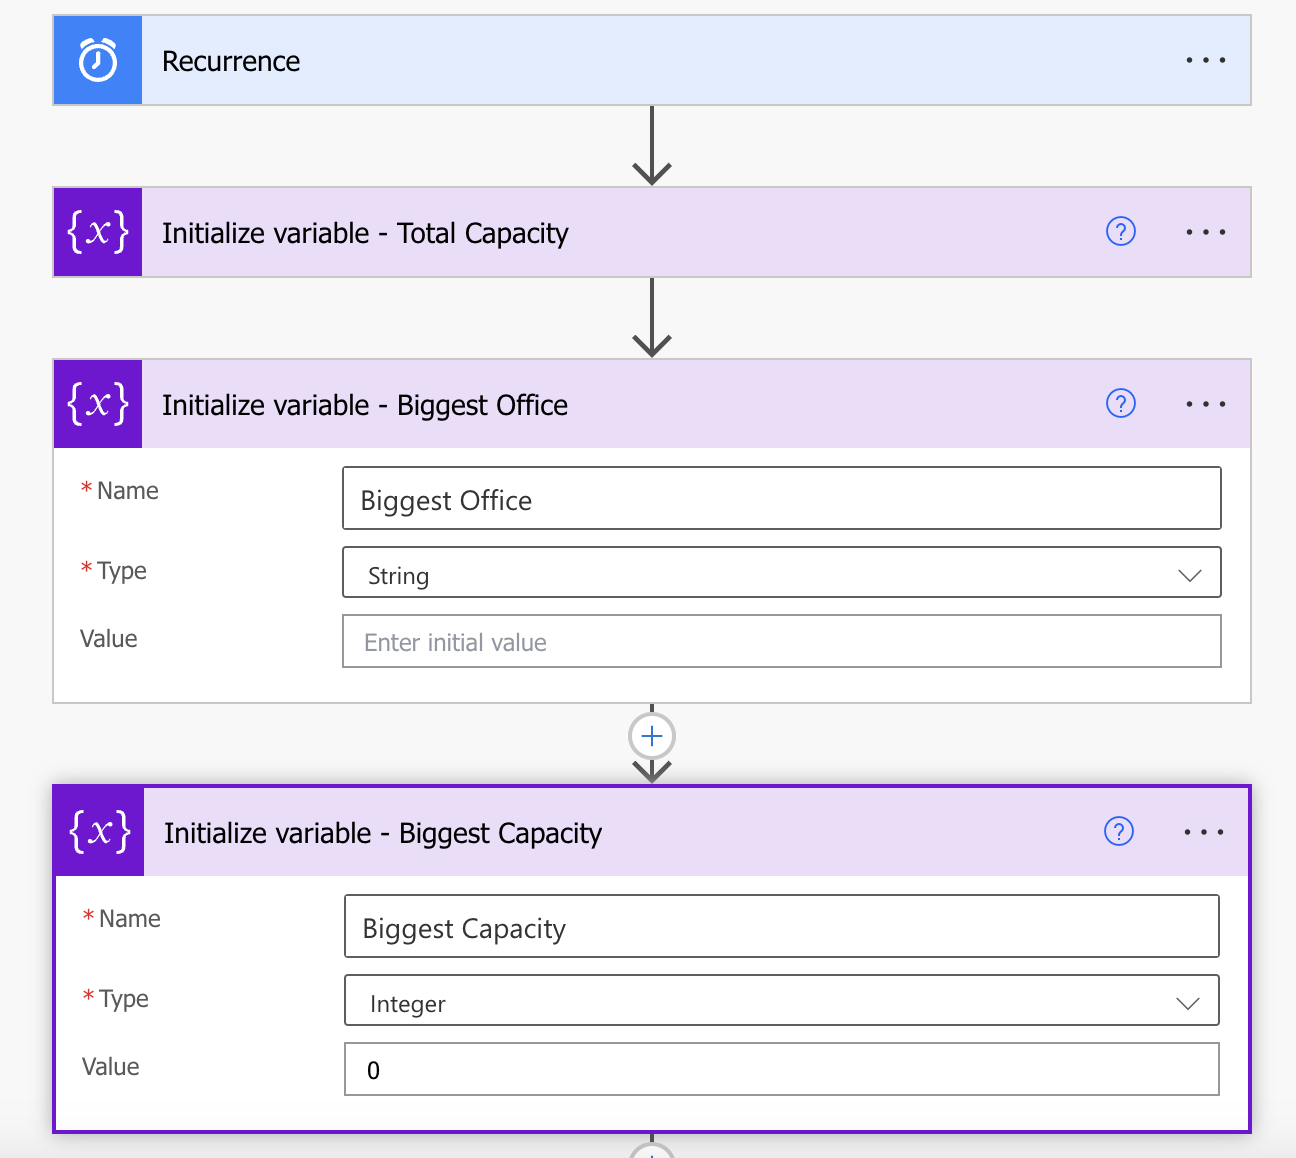 Recurrence
{x} Initialize variable - Total Capacity ?
{x} Initialize variable - Biggest Office ?
* Name Biggest Office
* Type String
Value Enter initial value
{x} Initialize variable - Biggest Capacity ?
* Name Biggest Capacity
* Type Integer
Value 0